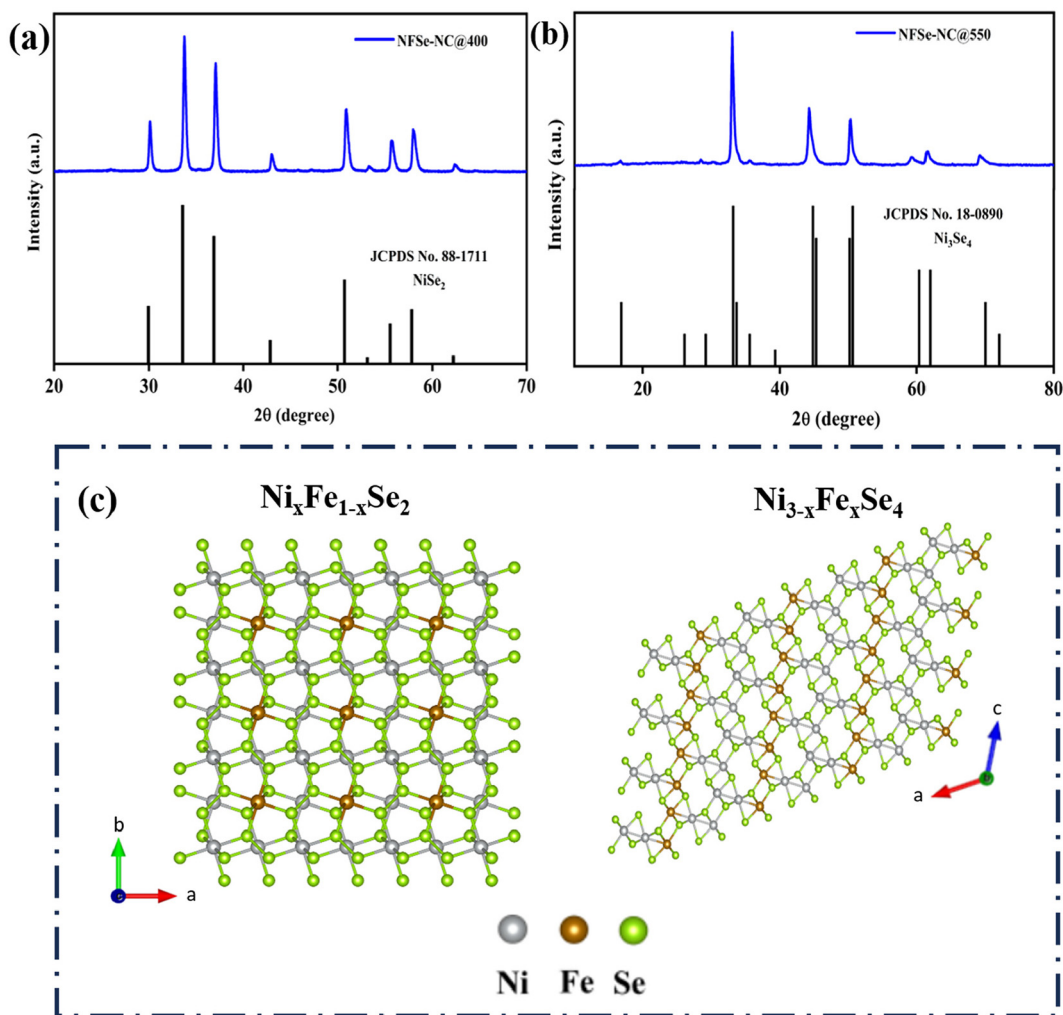 (a)
NFSe-NC@400
Intensity (a.u.)
JCPDS No. 88-1711
NiSe₂
20 30 40 50 60 70
2θ (degree)
(b)
NFSe-NC@550
Intensity (a.u.)
JCPDS No. 18-0890
Ni₃Se₄
20 40 60 80
2θ (degree)
(c)
NiₓFe₁₋ₓSe₂
Ni₃₋ₓFeₓSe₄
b
a
c
a
Ni Fe Se